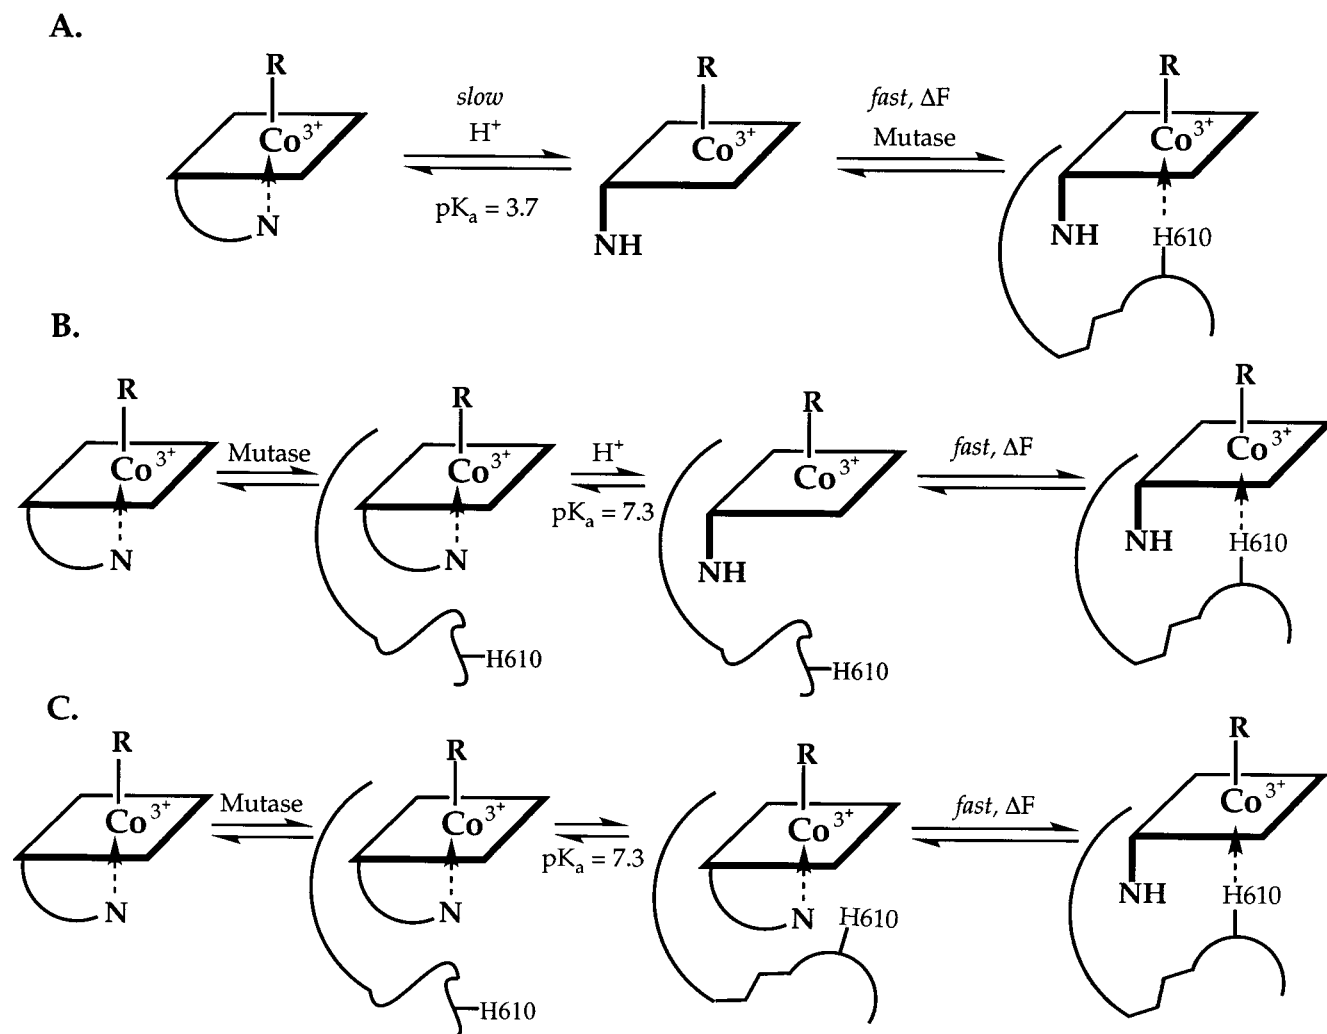 A.
R
Co³⁺
N
slow
H⁺
pKₐ = 3.7
R
Co³⁺
NH
fast, ΔF
Mutase
R
Co³⁺
NH
H610
B.
R
Co³⁺
N
Mutase
R
Co³⁺
N
H610
H⁺
pKₐ = 7.3
R
Co³⁺
NH
H610
fast, ΔF
R
Co³⁺
NH
H610
C.
R
Co³⁺
N
Mutase
R
Co³⁺
N
H610
pKₐ = 7.3
R
Co³⁺
N
H610
fast, ΔF
R
Co³⁺
NH
H610